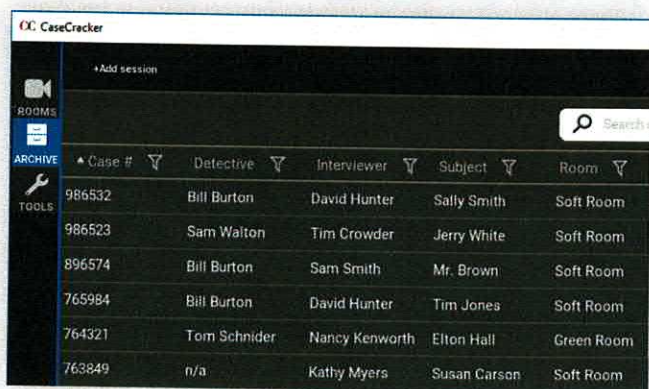 CC CaseCracker
+Add session
ROOMS
Search
ARCHIVE
Case # Detective Interviewer Subject Room
TOOLS
986532 Bill Burton David Hunter Sally Smith Soft Room
986523 Sam Walton Tim Crowder Jerry White Soft Room
896574 Bill Burton Sam Smith Mr. Brown Soft Room
765984 Bill Burton David Hunter Tim Jones Soft Room
764321 Tom Schnider Nancy Kenworth Elton Hall Green Room
763849 n/a Kathy Myers Susan Carson Soft Room